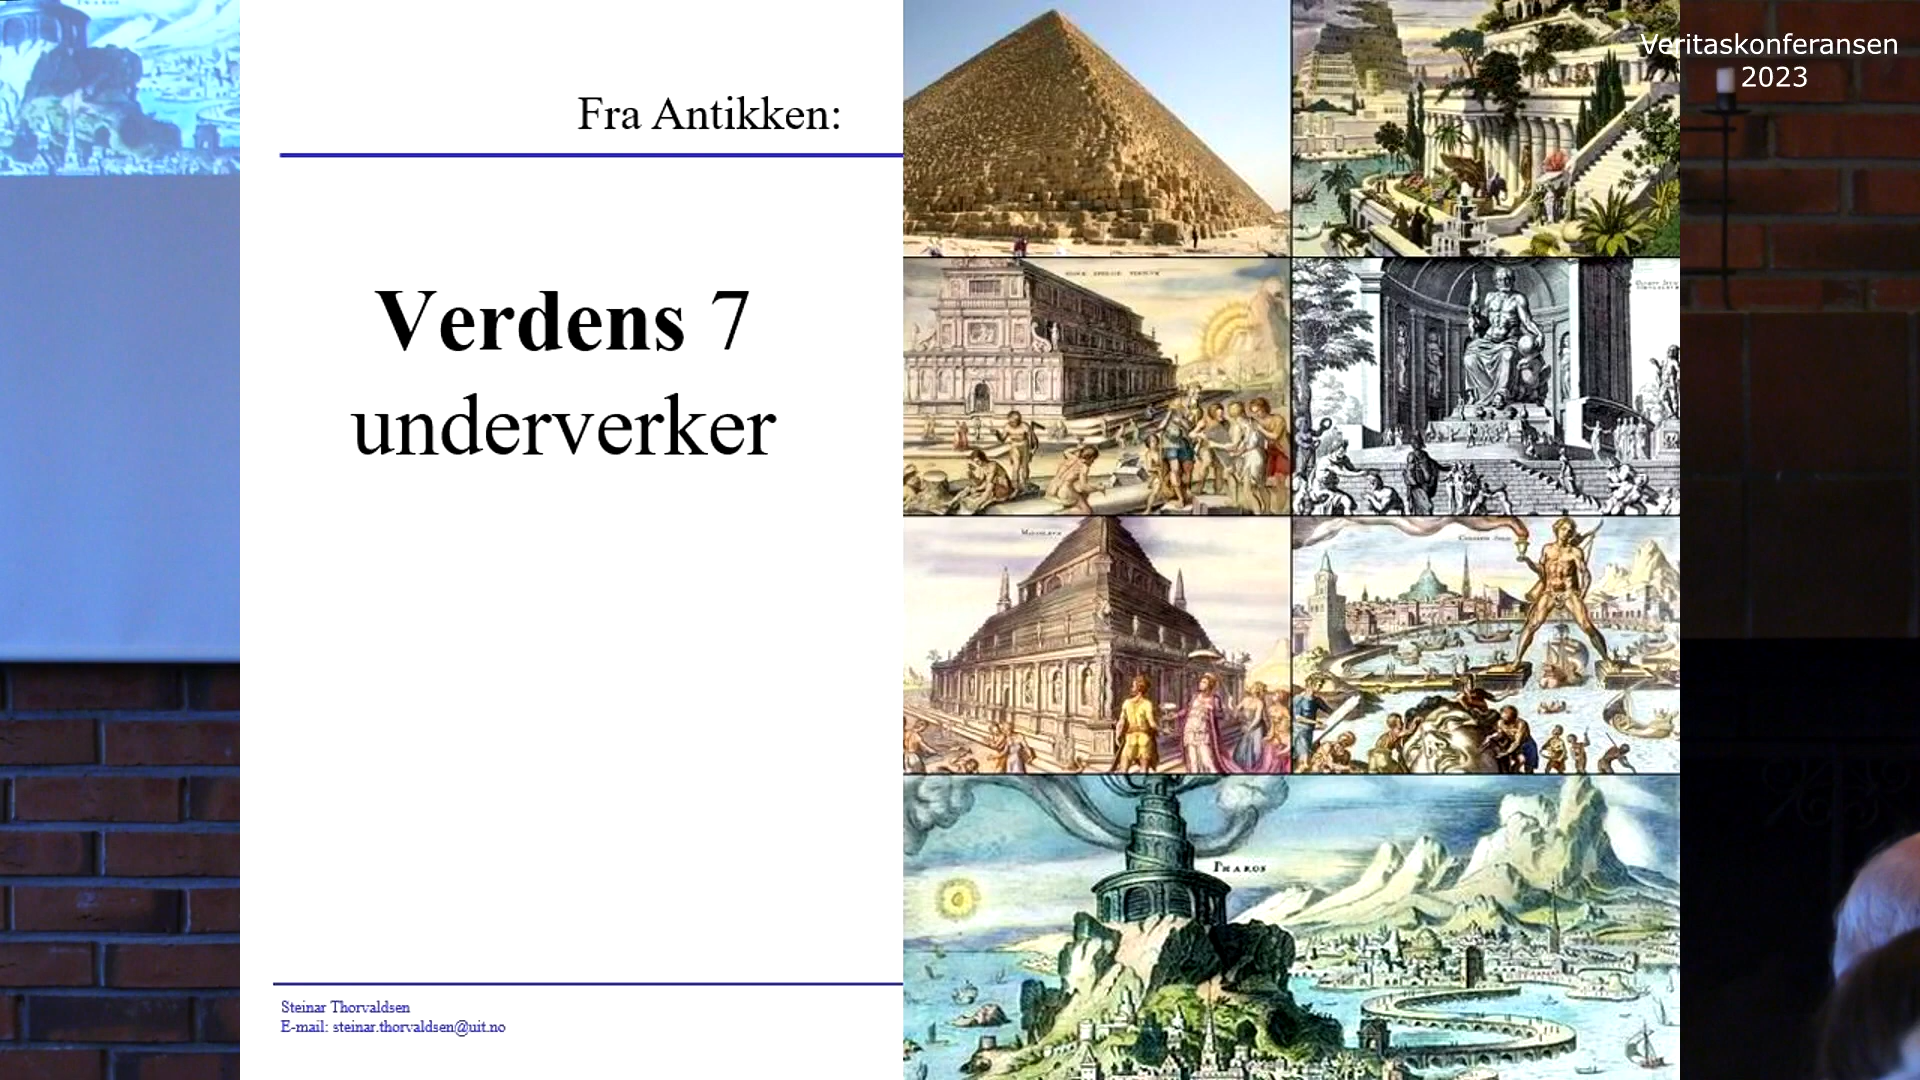 Veritaskonferansen
2023
Fra Antikken:
Verdens 7
underverker
PHAROS
Steinar Thorvaldsen
E-mail: steinar.thorvaldsen@uit.no